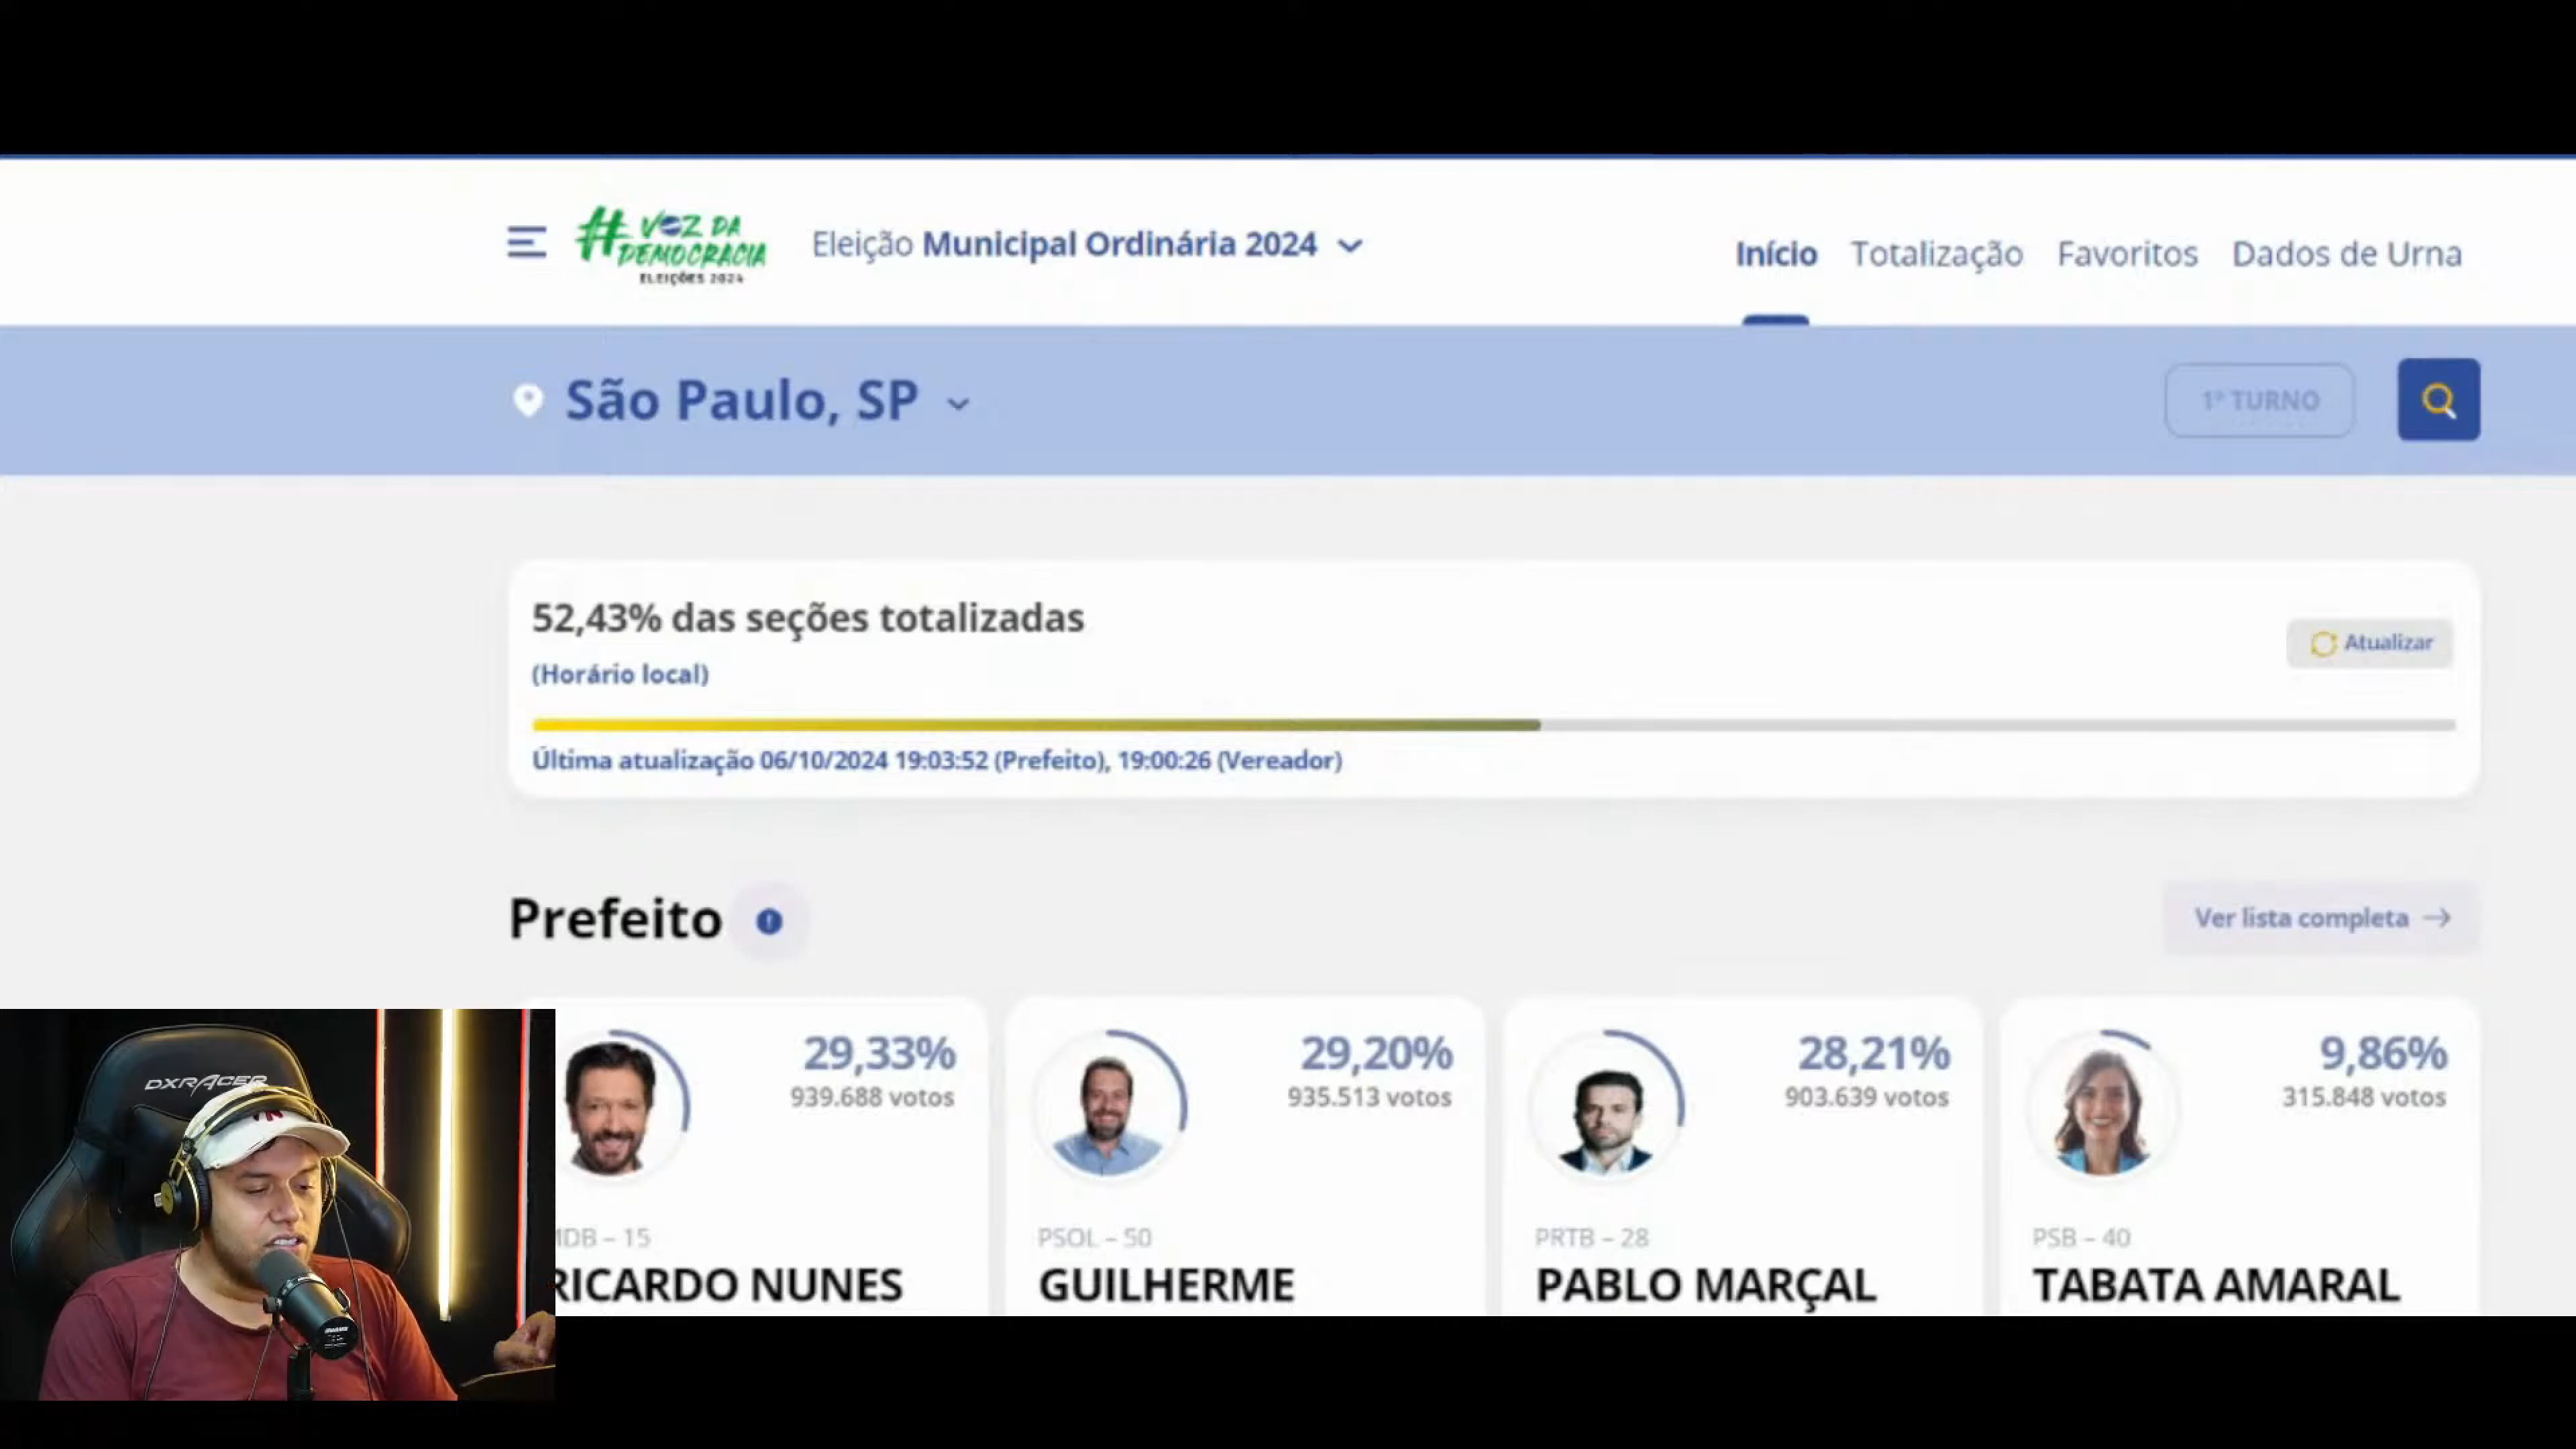 # VOZ DA
DEMOCRACIA
ELEIÇÕES 2024
Eleição Municipal Ordinária 2024
Início Totalização Favoritos Dados de Urna
São Paulo, SP
1º TURNO
52,43% das seções totalizadas
Atualizar
(Horário local)
Última atualização 06/10/2024 19:03:52 (Prefeito), 19:00:26 (Vereador)
Prefeito
Ver lista completa →
29,33%
939.688 votos
MDB – 15
RICARDO NUNES
29,20%
935.513 votos
PSOL – 50
GUILHERME
28,21%
903.639 votos
PRTB – 28
PABLO MARÇAL
9,86%
315.848 votos
PSB – 40
TABATA AMARAL
DXRACER